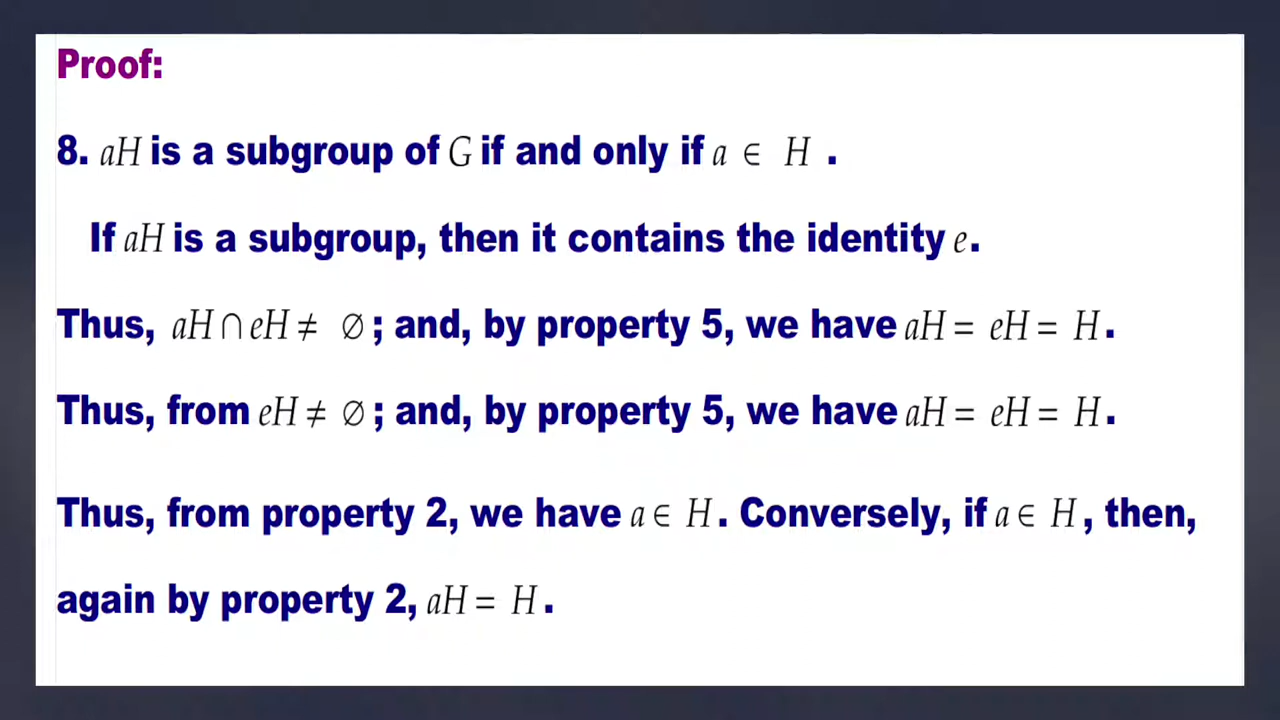 Proof:
8. aH is a subgroup of G if and only if a ∈ H .
If aH is a subgroup, then it contains the identity e.
Thus, aH ∩ eH ≠ ∅; and, by property 5, we have aH = eH = H.
Thus, from eH ≠ ∅; and, by property 5, we have aH = eH = H.
Thus, from property 2, we have a ∈ H. Conversely, if a ∈ H, then,
again by property 2, aH = H.